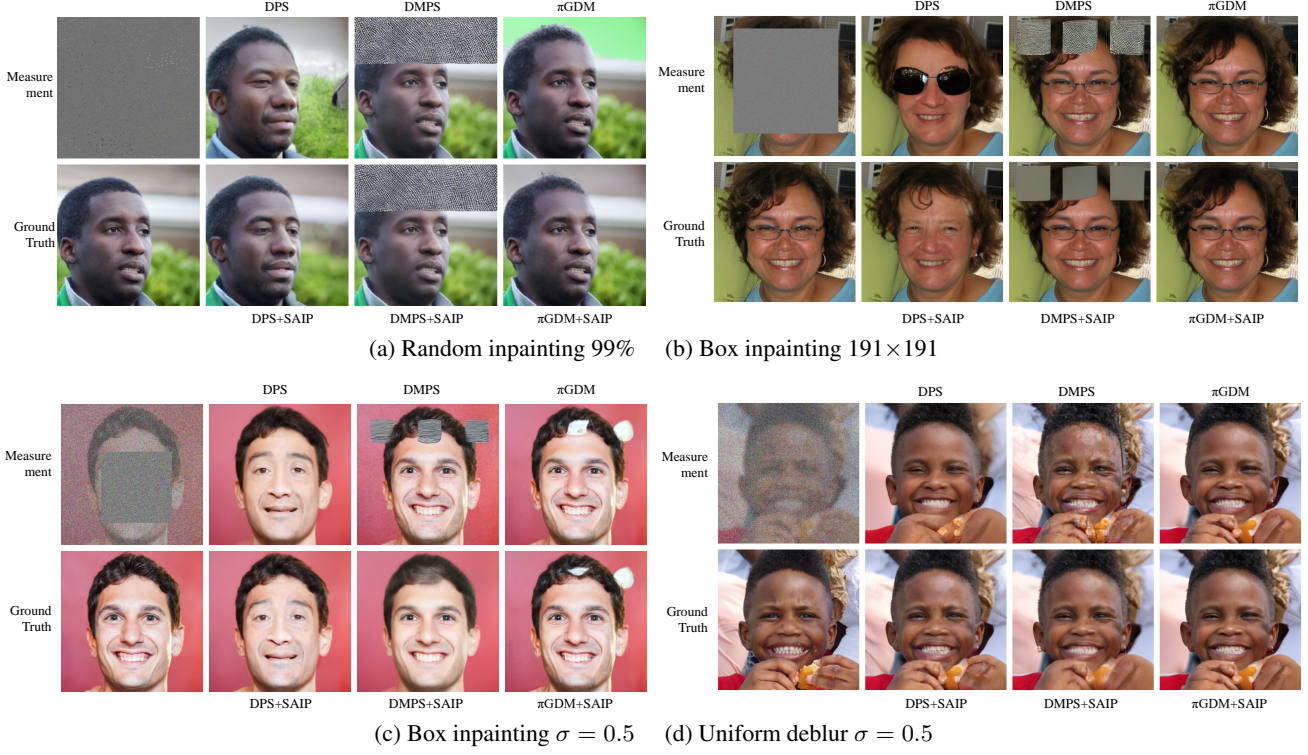 DPS DMPS πGDM
Measure
ment
Ground
Truth
DPS+SAIP DMPS+SAIP πGDM+SAIP
(a) Random inpainting 99%
DPS DMPS πGDM
Measure
ment
Ground
Truth
DPS+SAIP DMPS+SAIP πGDM+SAIP
(b) Box inpainting 191×191
DPS DMPS πGDM
Measure
ment
Ground
Truth
DPS+SAIP DMPS+SAIP πGDM+SAIP
(c) Box inpainting σ = 0.5
DPS DMPS πGDM
Measure
ment
Ground
Truth
DPS+SAIP DMPS+SAIP πGDM+SAIP
(d) Uniform deblur σ = 0.5